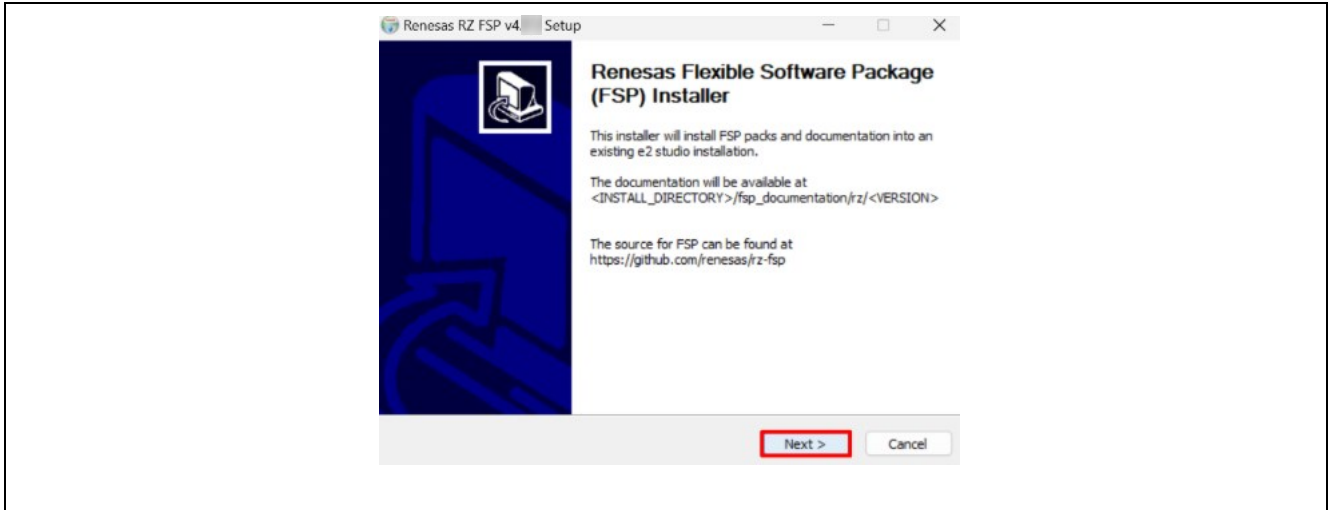 Renesas RZ FSP v4. Setup
Renesas Flexible Software Package
(FSP) Installer
This installer will install FSP packs and documentation into an
existing e2 studio installation.
The documentation will be available at
<INSTALL_DIRECTORY>/fsp_documentation/rz/<VERSION>
The source for FSP can be found at
https://github.com/renesas/rz-fsp
Next >
Cancel